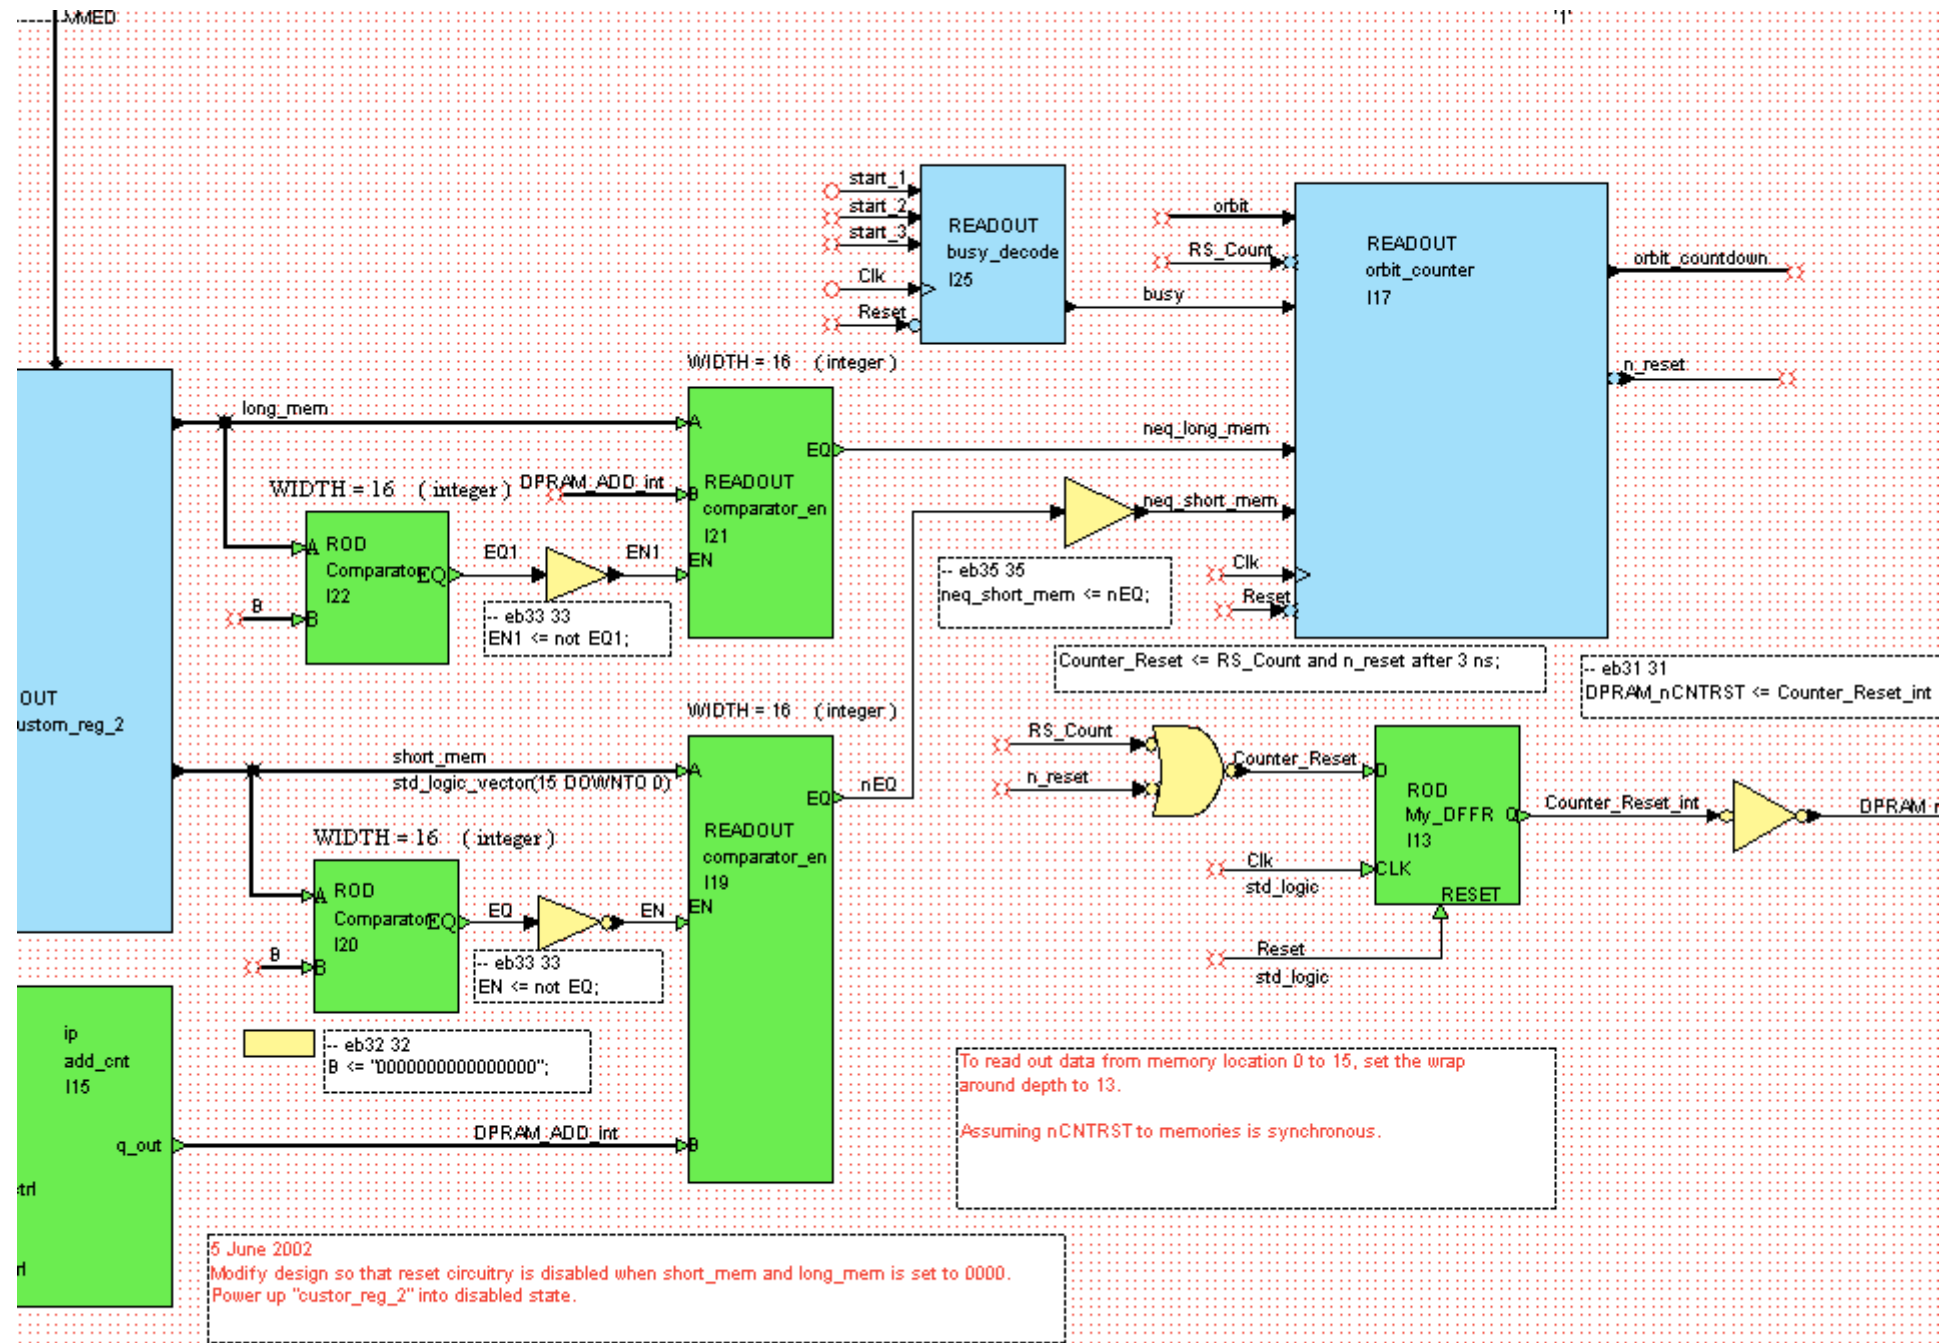 MMED
'1'
start_1
start_2
start_3
Clk
Reset
READOUT
busy_decode
I25
orbit
RS_Count
busy
READOUT
orbit_counter
I17
orbit_countdown
n_reset
WIDTH = 16 ( integer )
long_mem
A
EQ
neq_long_mem
WIDTH = 16 ( integer )
DPRAM_ADD_int
B
READOUT
comparator_en
I21
EN
neq_short_mem
A
ROD
Comparator
EQ
I22
B
B
EQ1
EN1
-- eb33 33
EN1 <= not EQ1;
-- eb35 35
neq_short_mem <= nEQ;
Clk
Reset
Counter_Reset <= RS_Count and n_reset after 3 ns;
-- eb31 31
DPRAM_nCNTRST <= Counter_Reset_int
OUT
ustom_reg_2
WIDTH = 16 ( integer )
short_mem
std_logic_vector(15 DOWNTO 0)
A
EQ
nEQ
RS_Count
n_reset
Counter_Reset
D
ROD
My_DFFR
Q
I13
CLK
RESET
Counter_Reset_int
DPRAM_n
Clk
std_logic
Reset
std_logic
WIDTH = 16 ( integer )
READOUT
comparator_en
I19
EN
A
ROD
Comparator
EQ
I20
B
B
EQ
EN
-- eb33 33
EN <= not EQ;
-- eb32 32
B <= "0000000000000000";
ip
add_cnt
I15
q_out
DPRAM_ADD_int
B
ctrl
To read out data from memory location 0 to 15, set the wrap
around depth to 13.
Assuming nCNTRST to memories is synchronous.
5 June 2002
Modify design so that reset circuitry is disabled when short_mem and long_mem is set to 0000.
Power up "custor_reg_2" into disabled state.